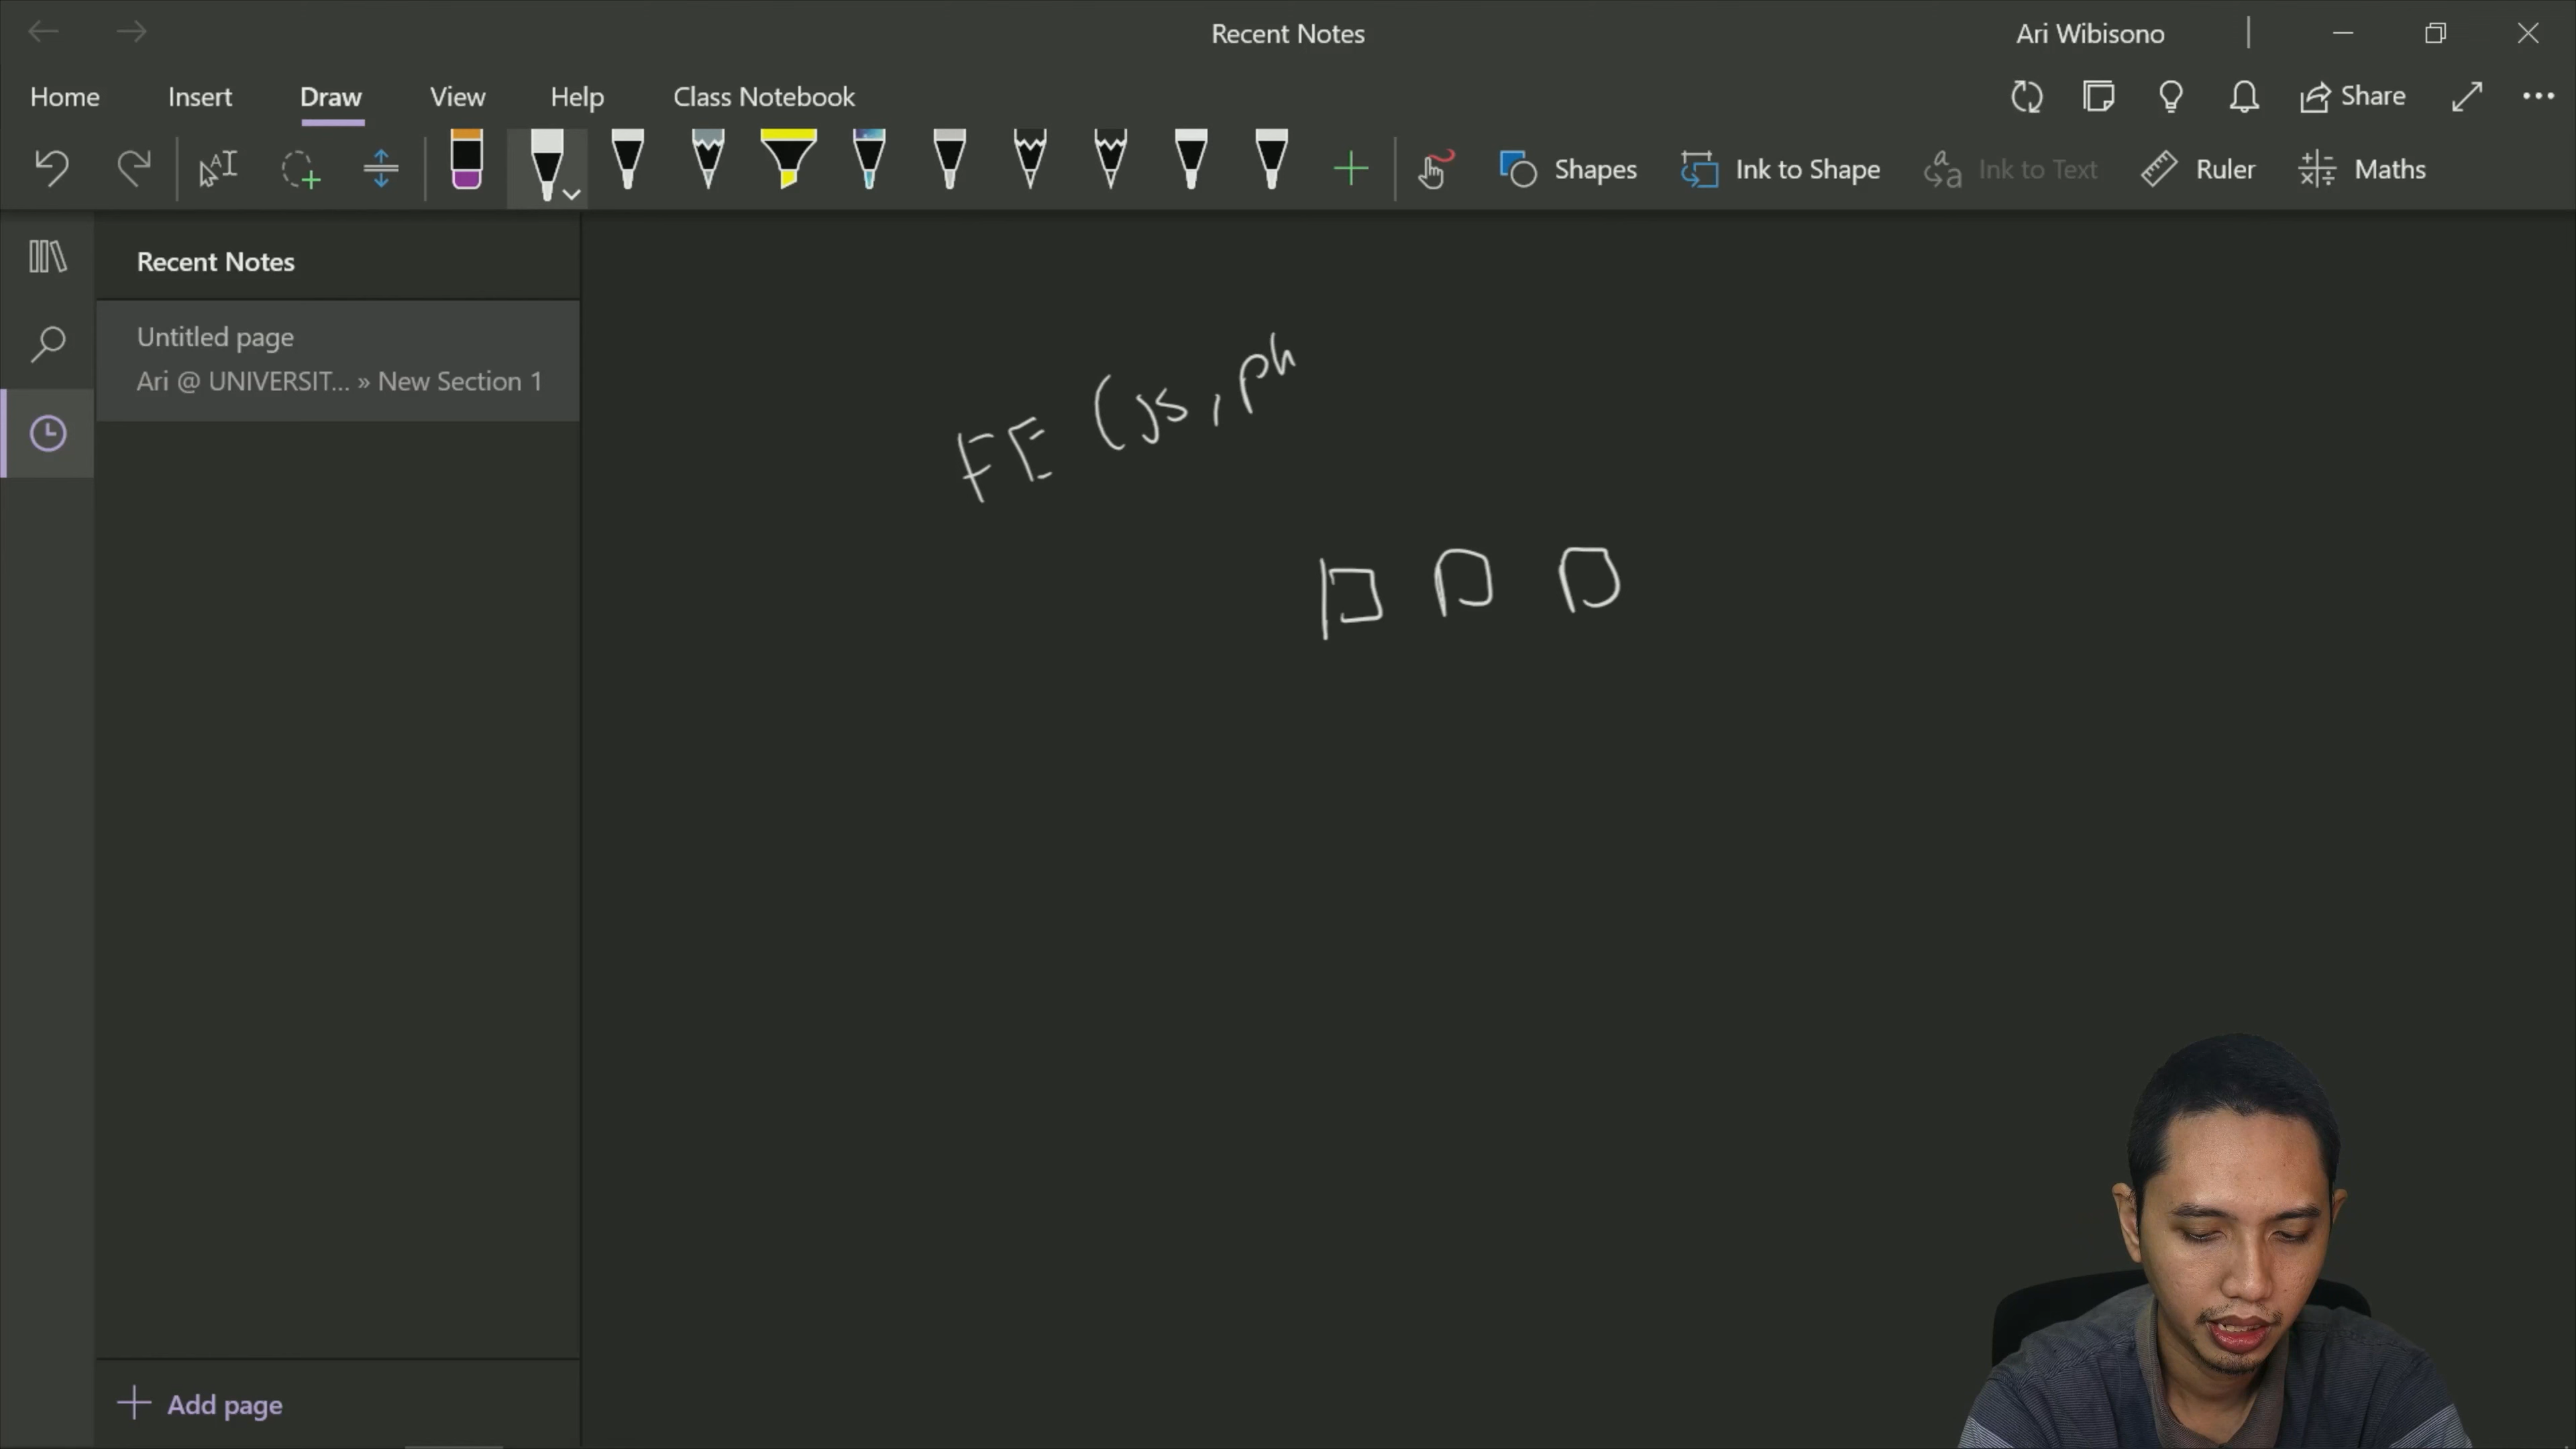 Recent Notes
Ari Wibisono
Home Insert Draw View Help Class Notebook
Share
Shapes Ink to Shape Ink to Text Ruler Maths
Recent Notes
Untitled page
Ari @ UNIVERSIT... » New Section 1
FE (js, ph
Add page